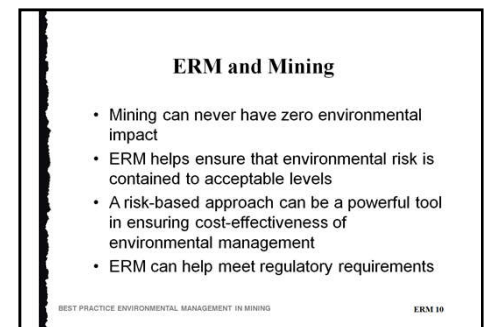 ERM and Mining
• Mining can never have zero environmental
impact
• ERM helps ensure that environmental risk is
contained to acceptable levels
• A risk-based approach can be a powerful tool
in ensuring cost-effectiveness of
environmental management
• ERM can help meet regulatory requirements
BEST PRACTICE ENVIRONMENTAL MANAGEMENT IN MINING ERM 10